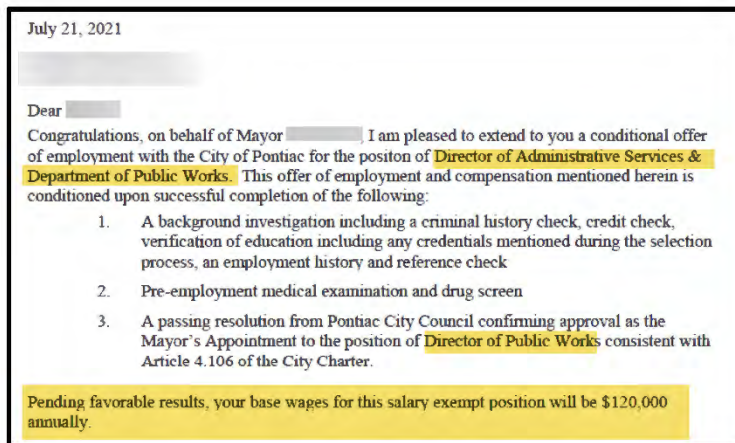 July 21, 2021
Dear
Congratulations, on behalf of Mayor , I am pleased to extend to you a conditional offer
of employment with the City of Pontiac for the positon of Director of Administrative Services &
Department of Public Works. This offer of employment and compensation mentioned herein is
conditioned upon successful completion of the following:
1. A background investigation including a criminal history check, credit check,
verification of education including any credentials mentioned during the selection
process, an employment history and reference check
2. Pre-employment medical examination and drug screen
3. A passing resolution from Pontiac City Council confirming approval as the
Mayor's Appointment to the position of Director of Public Works consistent with
Article 4.106 of the City Charter.
Pending favorable results, your base wages for this salary exempt position will be $120,000
annually.